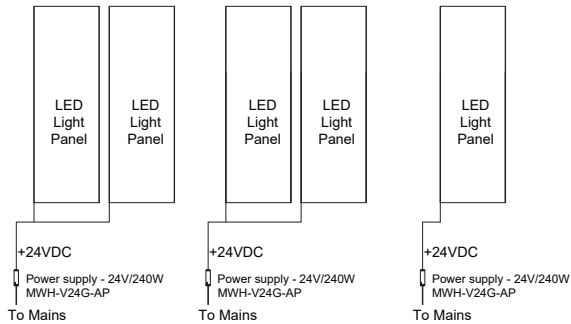 LED
Light
Panel
LED
Light
Panel
LED
Light
Panel
LED
Light
Panel
LED
Light
Panel
+24VDC
Power supply - 24V/240W
MWH-V24G-AP
To Mains
+24VDC
Power supply - 24V/240W
MWH-V24G-AP
To Mains
+24VDC
Power supply - 24V/240W
MWH-V24G-AP
To Mains